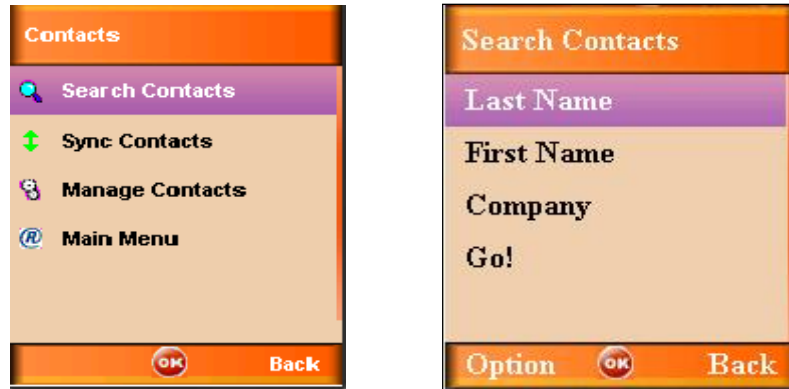 Contacts
Search Contacts
Sync Contacts
Manage Contacts
® Main Menu
OK Back
Search Contacts
Last Name
First Name
Company
Go!
Option OK Back